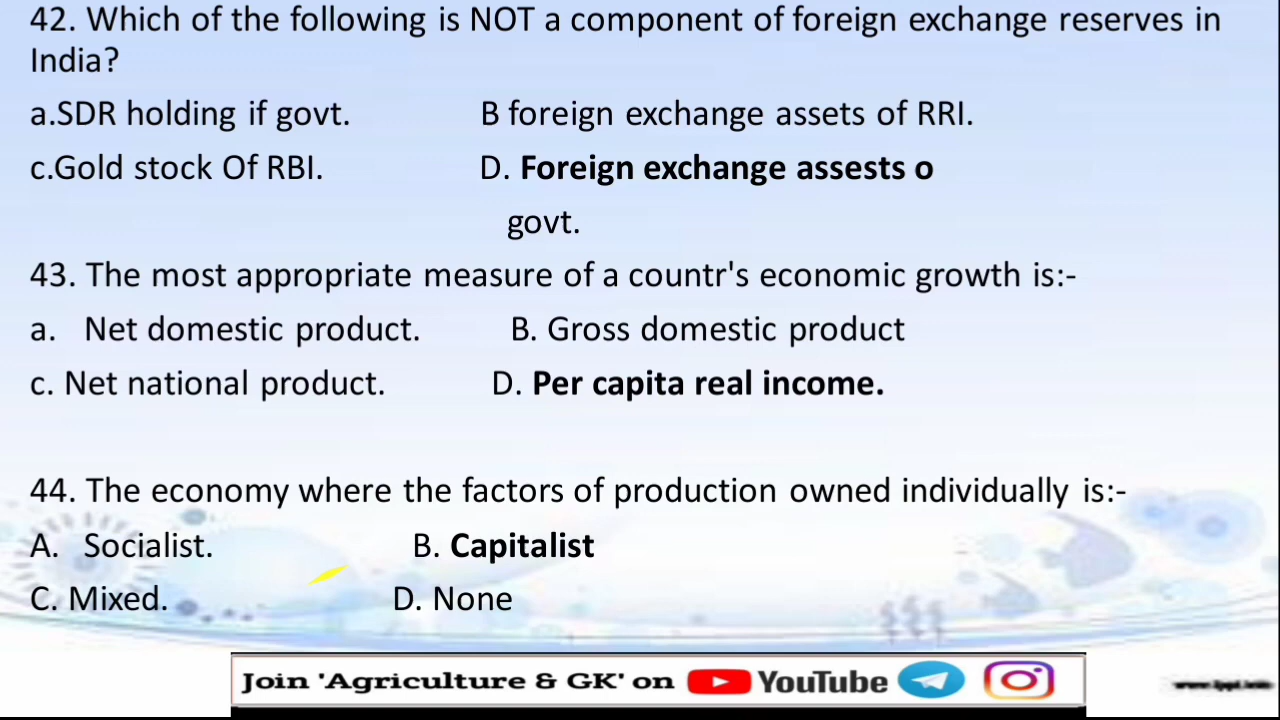 42. Which of the following is NOT a component of foreign exchange reserves in
India?
a.SDR holding if govt. B foreign exchange assets of RRI.
c.Gold stock Of RBI. D. Foreign exchange assests o
govt.
43. The most appropriate measure of a countr's economic growth is:-
a. Net domestic product. B. Gross domestic product
c. Net national product. D. Per capita real income.
44. The economy where the factors of production owned individually is:-
A. Socialist. B. Capitalist
C. Mixed. D. None
Join 'Agriculture & GK' on YouTube